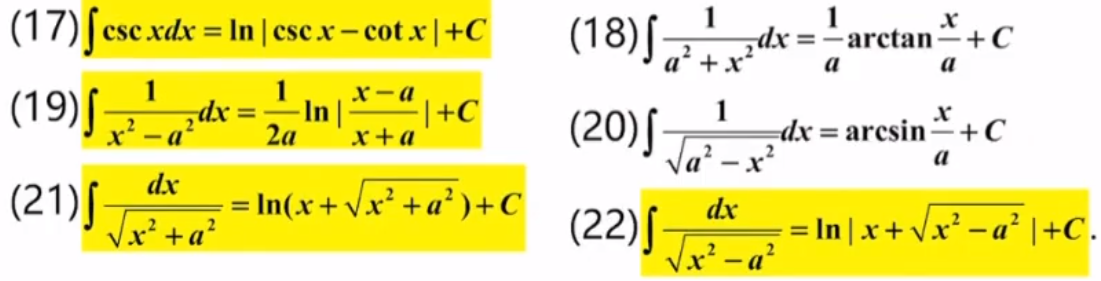 (17)∫csc xdx = ln | csc x − cot x | +C
(18)∫ 1/(a² + x²) dx = 1/a arctan x/a + C
(19)∫ 1/(x² − a²) dx = 1/2a ln | (x − a)/(x + a) | +C
(20)∫ 1/√(a² − x²) dx = arcsin x/a + C
(21)∫ dx/√(x² + a²) = ln(x + √(x² + a²)) + C
(22)∫ dx/√(x² − a²) = ln | x + √(x² − a²) | +C.